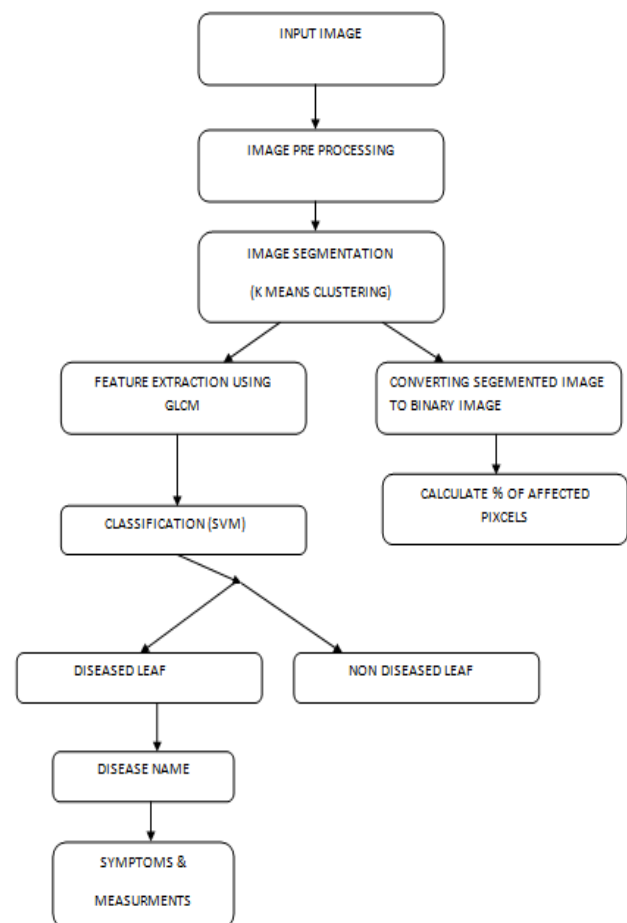 INPUT IMAGE
IMAGE PRE PROCESSING
IMAGE SEGMENTATION
(K MEANS CLUSTERING)
FEATURE EXTRACTION USING
GLCM
CONVERTING SEGEMENTED IMAGE
TO BINARY IMAGE
CALCULATE % OF AFFECTED
PIXCELS
CLASSIFICATION (SVM)
DISEASED LEAF
NON DISEASED LEAF
DISEASE NAME
SYMPTOMS &
MEASURMENTS